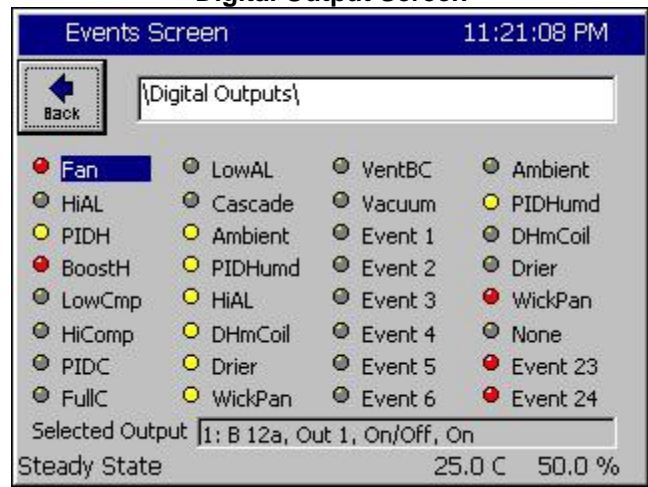 Digital Output Screen
Events Screen 11:21:08 PM
Back
\Digital Outputs\
Fan LowAL VentBC Ambient
HiAL Cascade Vacuum PIDHumd
PIDH Ambient Event 1 DHmCoil
BoostH PIDHumd Event 2 Drier
LowCmp HiAL Event 3 WickPan
HiComp DHmCoil Event 4 None
PIDC Drier Event 5 Event 23
FullC WickPan Event 6 Event 24
Selected Output 1: B 12a, Out 1, On/Off, On
Steady State 25.0 C 50.0 %